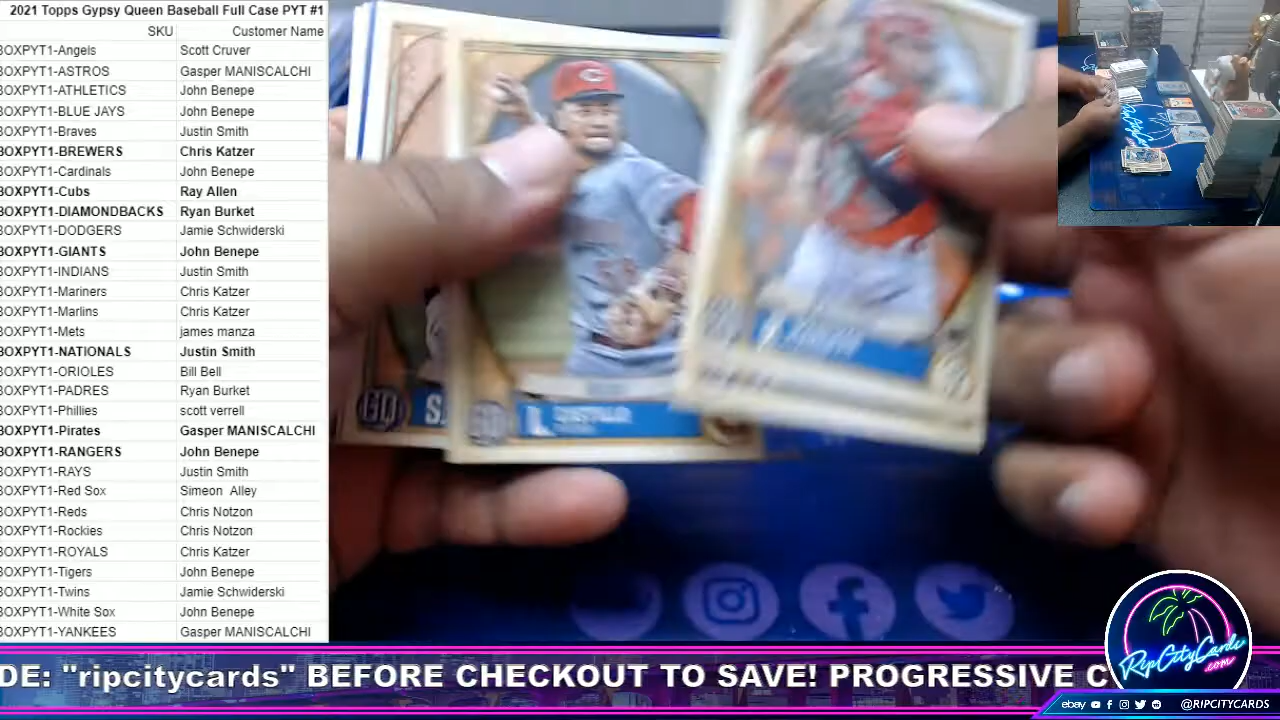 2021 Topps Gypsy Queen Baseball Full Case PYT #1
SKU Customer Name
BOXPYT1-Angels Scott Cruver
BOXPYT1-ASTROS Gasper MANISCALCHI
BOXPYT1-ATHLETICS John Benepe
BOXPYT1-BLUE JAYS John Benepe
BOXPYT1-Braves Justin Smith
BOXPYT1-BREWERS Chris Katzer
BOXPYT1-Cardinals John Benepe
BOXPYT1-Cubs Ray Allen
BOXPYT1-DIAMONDBACKS Ryan Burket
BOXPYT1-DODGERS Jamie Schwiderski
BOXPYT1-GIANTS John Benepe
BOXPYT1-INDIANS Justin Smith
BOXPYT1-Mariners Chris Katzer
BOXPYT1-Marlins Chris Katzer
BOXPYT1-Mets james manza
BOXPYT1-NATIONALS Justin Smith
BOXPYT1-ORIOLES Bill Bell
BOXPYT1-PADRES Ryan Burket
BOXPYT1-Phillies scott verrell
BOXPYT1-Pirates Gasper MANISCALCHI
BOXPYT1-RANGERS John Benepe
BOXPYT1-RAYS Justin Smith
BOXPYT1-Red Sox Simeon Alley
BOXPYT1-Reds Chris Notzon
BOXPYT1-Rockies Chris Notzon
BOXPYT1-ROYALS Chris Katzer
BOXPYT1-Tigers John Benepe
BOXPYT1-Twins Jamie Schwiderski
BOXPYT1-White Sox John Benepe
BOXPYT1-YANKEES Gasper MANISCALCHI
C
GQ S.
GQ L.
DE: "ripcitycards" BEFORE CHECKOUT TO SAVE! PROGRESSIVE C
RipCityCards
.com
ebay @RIPCITYCARDS